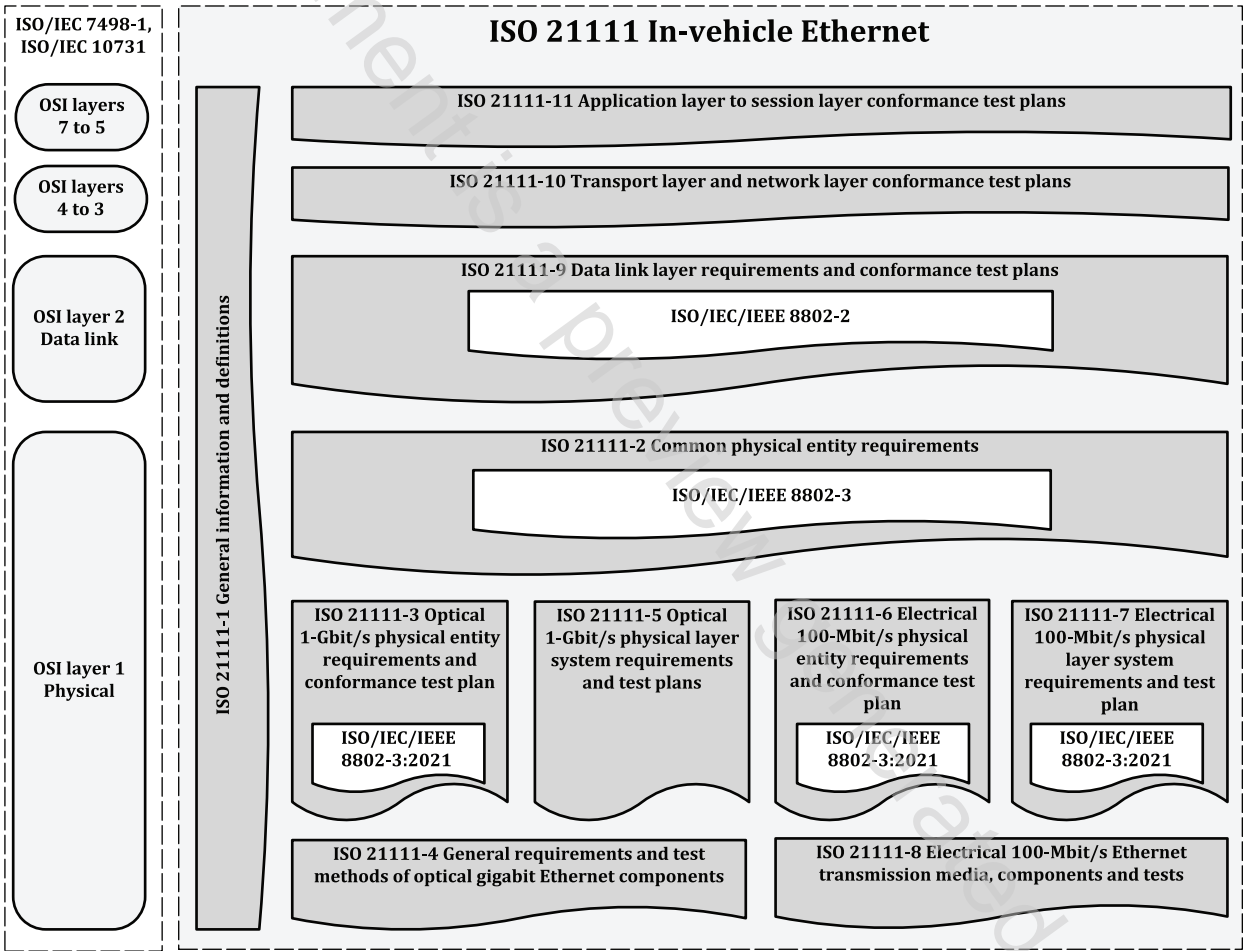 ISO/IEC 7498-1,
ISO/IEC 10731
ISO 21111 In-vehicle Ethernet
OSI layers
7 to 5
OSI layers
4 to 3
OSI layer 2
Data link
OSI layer 1
Physical
ISO 21111-1 General information and definitions
ISO 21111-11 Application layer to session layer conformance test plans
ISO 21111-10 Transport layer and network layer conformance test plans
ISO 21111-9 Data link layer requirements and conformance test plans
ISO/IEC/IEEE 8802-2
ISO 21111-2 Common physical entity requirements
ISO/IEC/IEEE 8802-3
ISO 21111-3 Optical
1-Gbit/s physical entity
requirements and
conformance test plan
ISO/IEC/IEEE
8802-3:2021
ISO 21111-5 Optical
1-Gbit/s physical layer
system requirements
and test plans
ISO 21111-6 Electrical
100-Mbit/s physical
entity requirements
and conformance test
plan
ISO/IEC/IEEE
8802-3:2021
ISO 21111-7 Electrical
100-Mbit/s physical
layer system
requirements and test
plan
ISO/IEC/IEEE
8802-3:2021
ISO 21111-4 General requirements and test
methods of optical gigabit Ethernet components
ISO 21111-8 Electrical 100-Mbit/s Ethernet
transmission media, components and tests
is a preview generated